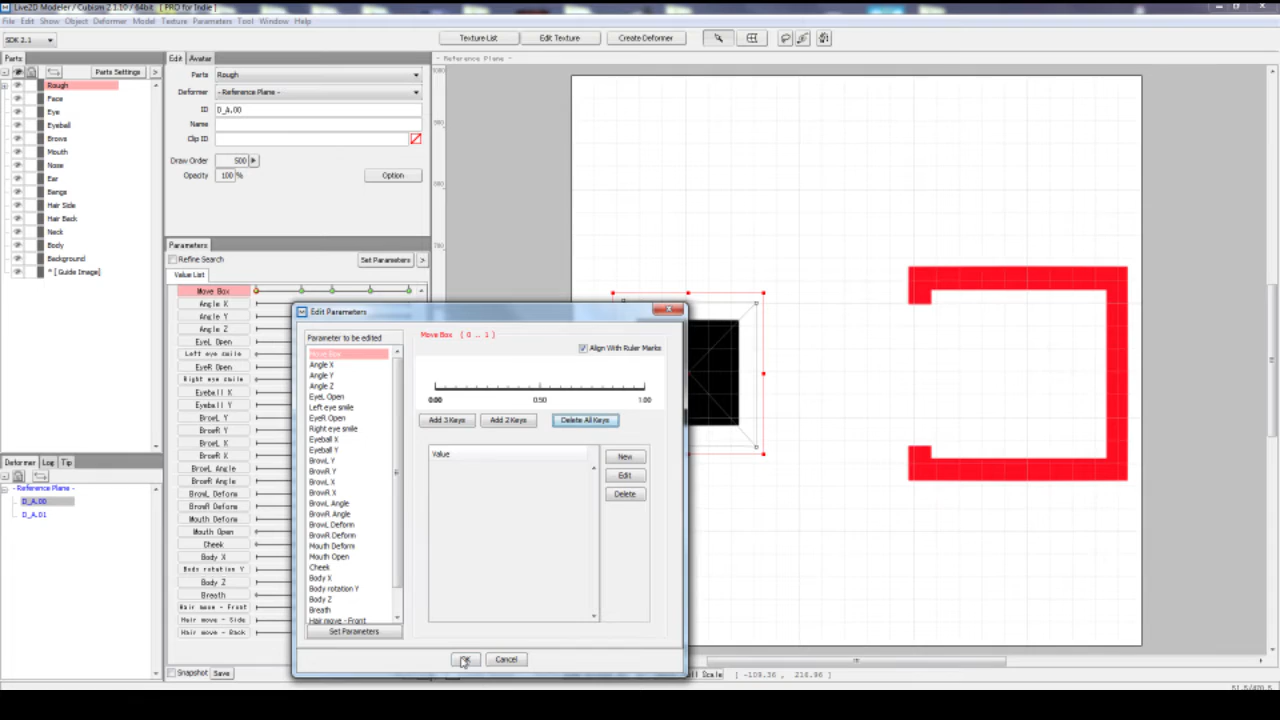 Live2D Modeler / Cubism 2.1.10 / 64bit [ PRO for Indie ]
File Edit Show Object Deformer Model Texture Parameters Tool Window Help
SDK 2.1
Texture List Edit Texture Create Deformer
Parts
Parts Settings >
Rough
Face
Eye
Eyeball
Brows
Mouth
Nose
Ear
Bangs
Hair Side
Hair Back
Neck
Body
Background
* [ Guide Image]
Deformer Log Tip
- Reference Plane -
D_A.00
D_A.01
Edit Avatar
Parts Rough
Deformer - Reference Plane -
ID D_A.00
Name
Clip ID
Draw Order 500
Opacity 100 %
Option
Parameters
Refine Search Set Parameters >
Value List
Move Box
Angle X
Angle Y
Angle Z
EyeL Open
Left eye smile
EyeR Open
Right eye smile
Eyeball X
Eyeball Y
BrowL Y
BrowR Y
BrowL X
BrowR X
BrowL Angle
BrowR Angle
BrowL Deform
BrowR Deform
Mouth Deform
Mouth Open
Cheek
Body X
Body rotation Y
Body Z
Breath
Hair move - Front
Hair move - Side
Hair move - Back
Snapshot Save
- Reference Plane -
Edit Parameters
Parameter to be edited
Move Box
Angle X
Angle Y
Angle Z
EyeL Open
Left eye smile
EyeR Open
Right eye smile
Eyeball X
Eyeball Y
BrowL Y
BrowR Y
BrowL X
BrowR X
BrowL Angle
BrowR Angle
BrowL Deform
BrowR Deform
Mouth Deform
Mouth Open
Cheek
Body X
Body rotation Y
Body Z
Breath
Hair move - Front
Set Parameters
Move Box ( 0 .. 1 )
Align With Ruler Marks
0.00 0.50 1.00
Add 3 Keys Add 2 Keys Delete All Keys
Value
New
Edit
Delete
OK Cancel
Full Scale [ -109.36 , 216.96 ]